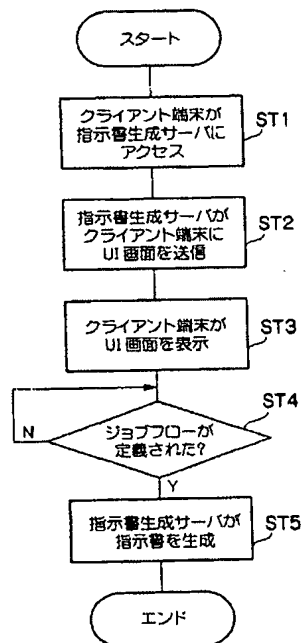 スタート
クライアント端末が
指示書生成サーバに
アクセス
ST1
指示書生成サーバが
クライアント端末に
UI画面を送信
ST2
クライアント端末が
UI画面を表示
ST3
ST4
ジョブフローが
定義された?
N
Y
指示書生成サーバが
指示書を生成
ST5
エンド